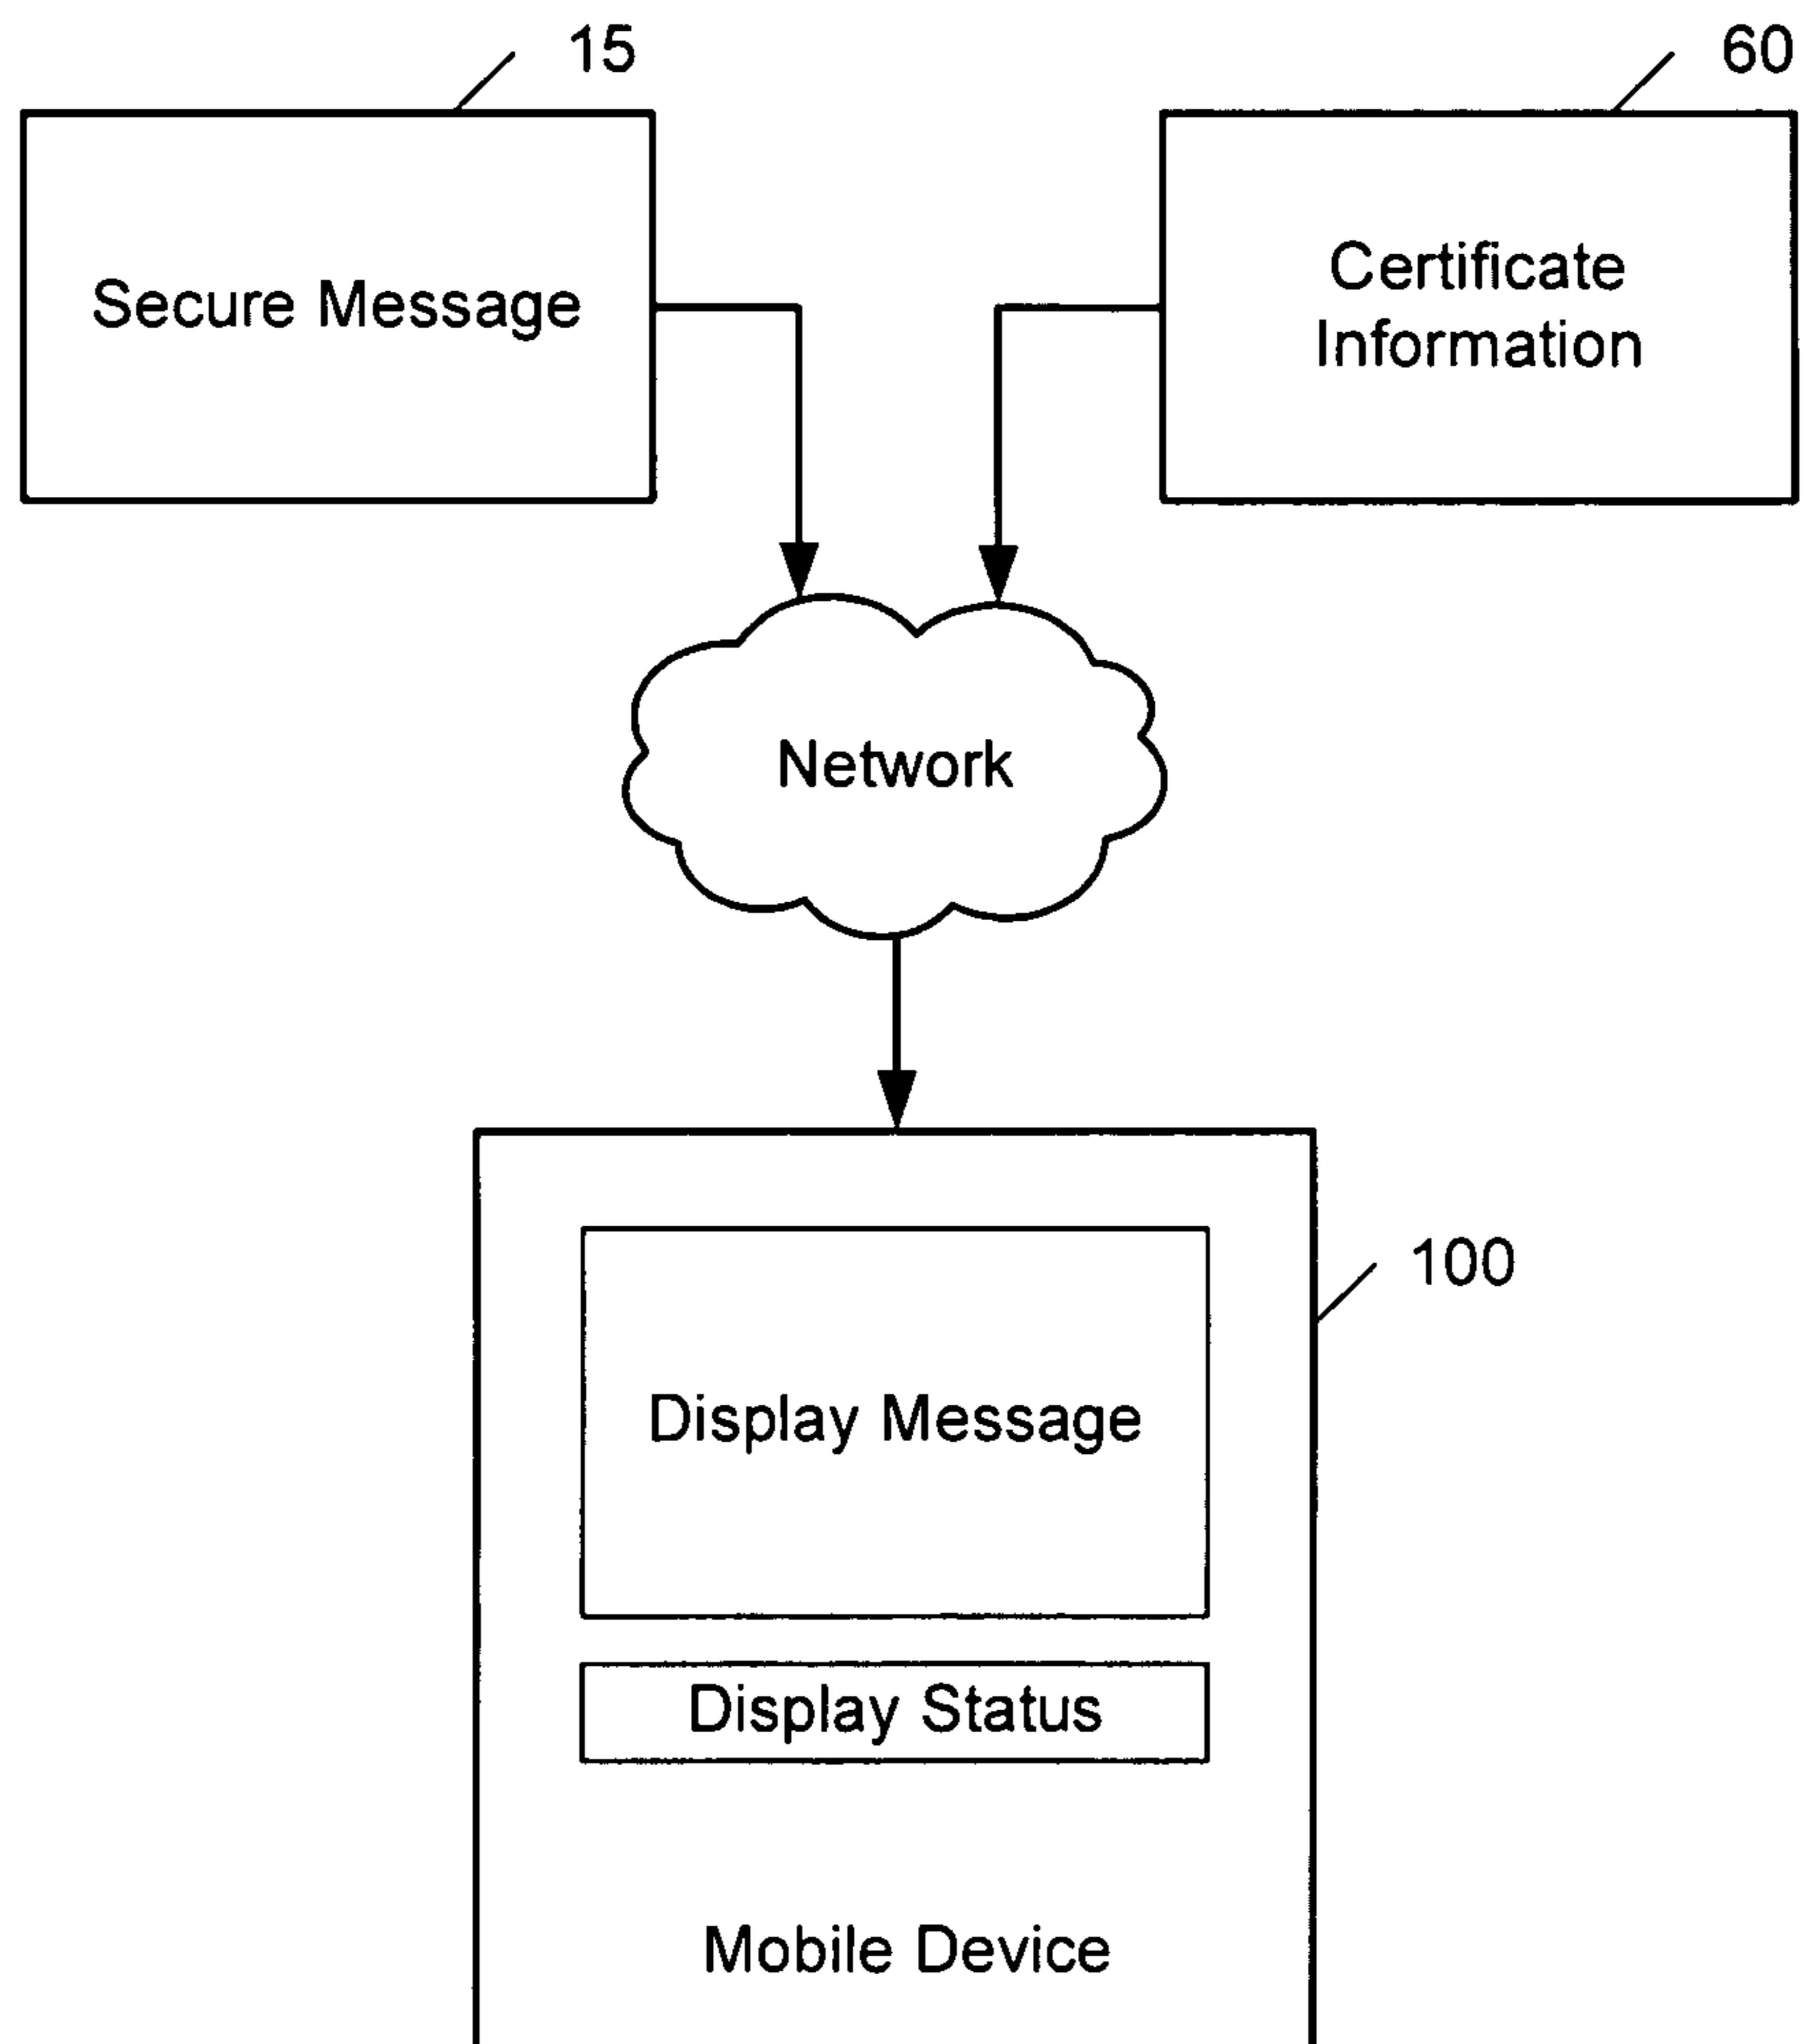 15
60
Secure Message
Certificate
Information
Network
100
Display Message
Display Status
Mobile Device